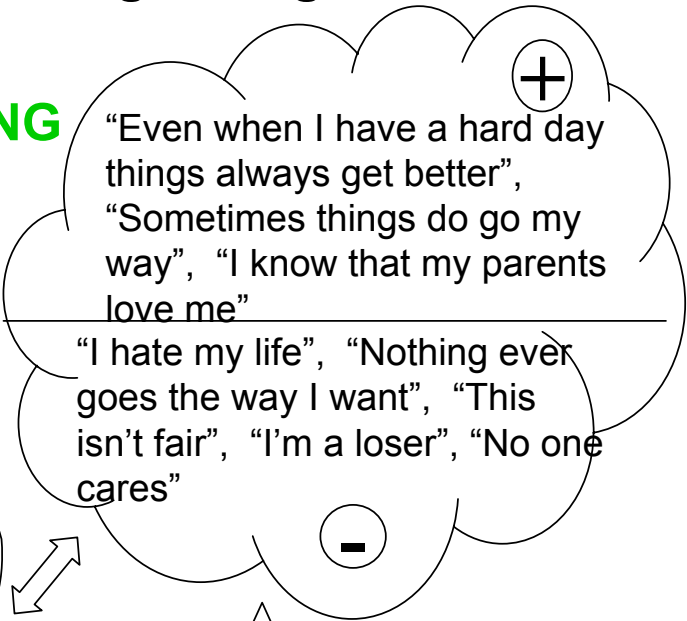 NG
+
“Even when I have a hard day
things always get better”,
“Sometimes things do go my
way”,  “I know that my parents
love me”
“I hate my life”,  “Nothing ever
goes the way I want”,  “This
isn’t fair”,  “I’m a loser”, “No one
cares”
-